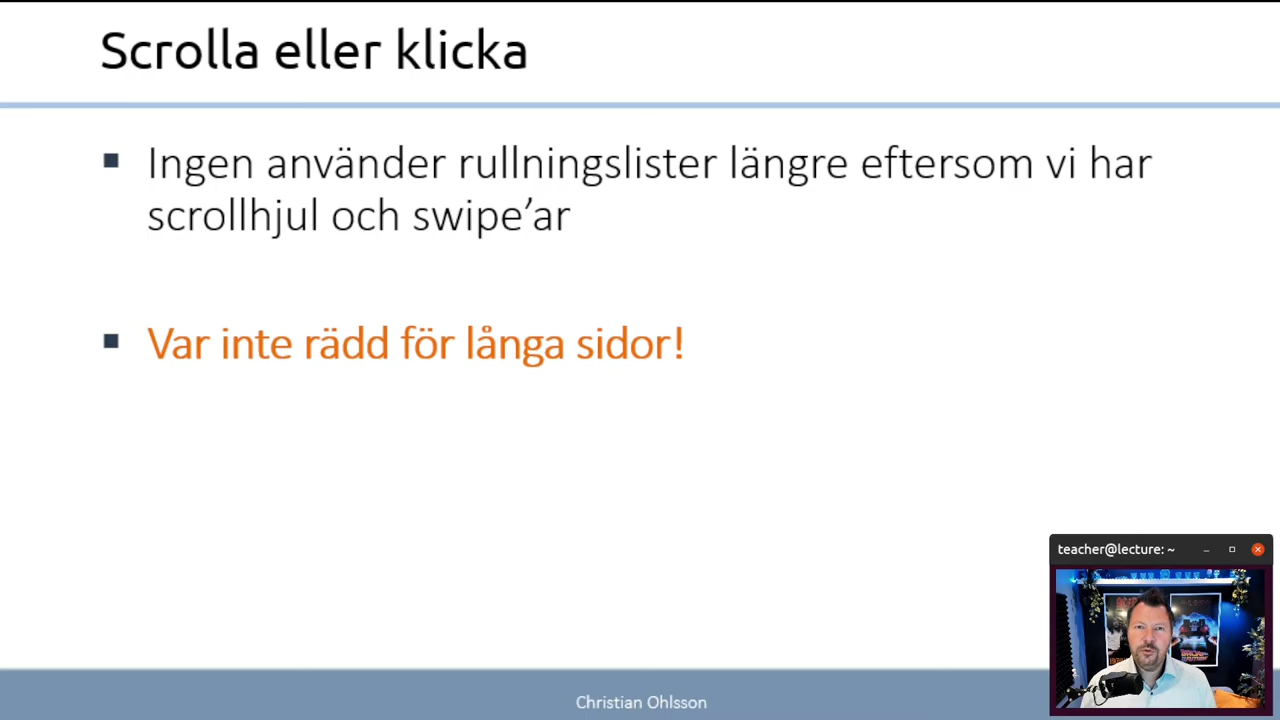 Scrolla eller klicka
Ingen använder rullningslister längre eftersom vi har
scrollhjul och swipe’ar
Var inte rädd för långa sidor!
teacher@lecture: ~
Christian Ohlsson